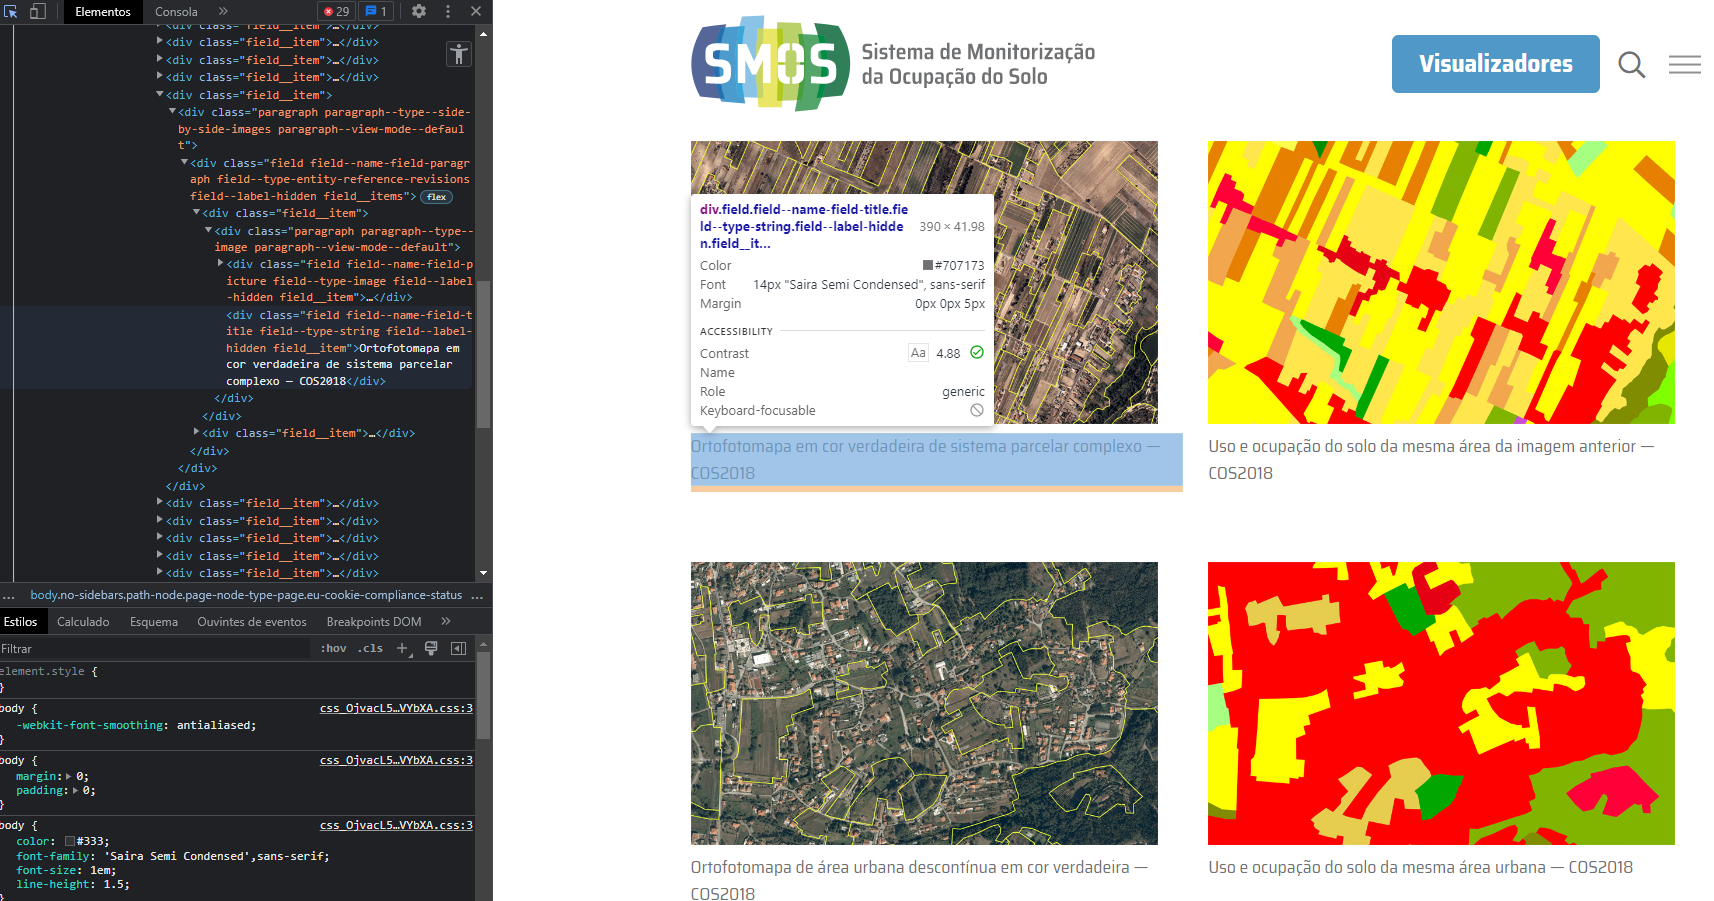 Elementos
Consola
»
29
1
<div class="field__item">…</div>
<div class="field__item">…</div>
<div class="field__item">…</div>
<div class="field__item">…</div>
<div class="field__item">
<div class="paragraph paragraph--type--side-
by-side-images paragraph--view-mode--defaul
t">
<div class="field field--name-field-paragr
aph field--type-entity-reference-revisions
field--label-hidden field__items"> flex
<div class="field__item">
<div class="paragraph paragraph--type--
image paragraph--view-mode--default">
<div class="field field--name-field-p
icture field--type-image field--label
-hidden field__item">…</div>
<div class="field field--name-field-t
itle field--type-string field--label-
hidden field__item">Ortofotomapa em
cor verdadeira de sistema parcelar
complexo — COS2018</div>
</div>
</div>
<div class="field__item">…</div>
</div>
</div>
</div>
<div class="field__item">…</div>
<div class="field__item">…</div>
<div class="field__item">…</div>
<div class="field__item">…</div>
<div class="field__item">…</div>
… body.no-sidebars.path-node.page-node-type-page.eu-cookie-compliance-status …
Estilos
Calculado
Esquema
Ouvintes de eventos
Breakpoints DOM
»
Filtrar
:hov .cls +
element.style {
}
body { css_OjvacL5…VYbXA.css:3
-webkit-font-smoothing: antialiased;
}
body { css_OjvacL5…VYbXA.css:3
margin: 0;
padding: 0;
}
body { css_OjvacL5…VYbXA.css:3
color: #333;
font-family: 'Saira Semi Condensed',sans-serif;
font-size: 1em;
line-height: 1.5;
}
SMOS
Sistema de Monitorização
da Ocupação do Solo
Visualizadores
div.field.field--name-field-title.fie
ld--type-string.field--label-hidde
n.field__it…
390 × 41.98
Color #707173
Font 14px "Saira Semi Condensed", sans-serif
Margin 0px 0px 5px
ACCESSIBILITY
Contrast Aa 4.88
Name
Role generic
Keyboard-focusable
Ortofotomapa em cor verdadeira de sistema parcelar complexo —
COS2018
Uso e ocupação do solo da mesma área da imagem anterior —
COS2018
Ortofotomapa de área urbana descontínua em cor verdadeira —
COS2018
Uso e ocupação do solo da mesma área urbana — COS2018